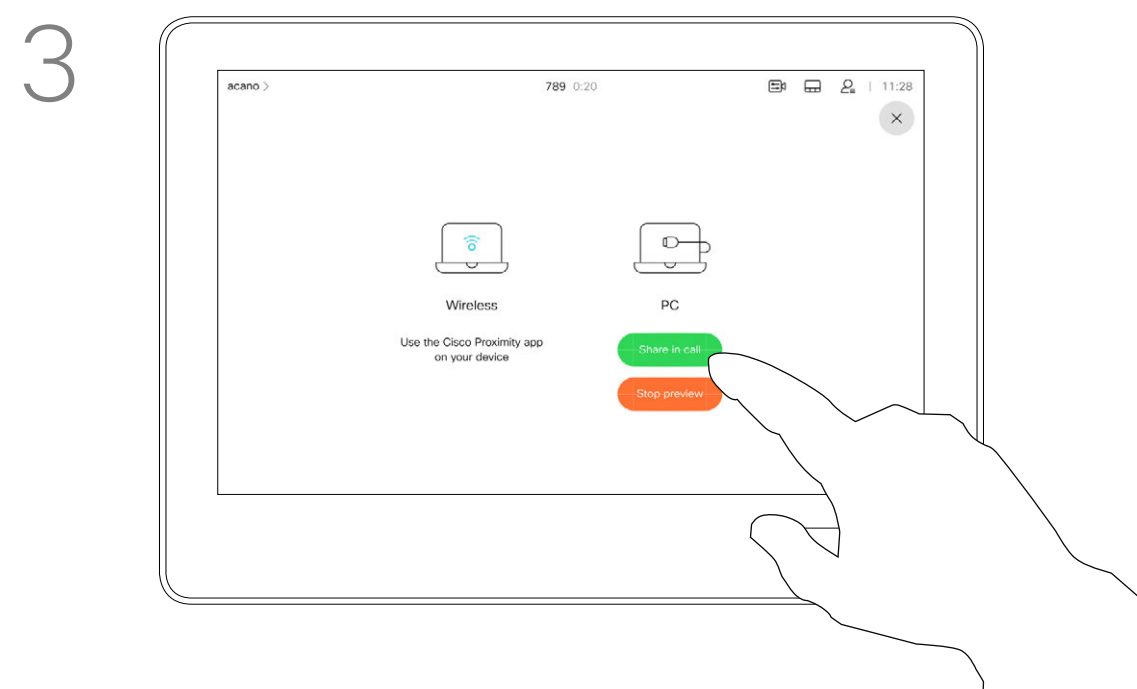 3
acano > 789 0:20 | 11:28
Wireless PC
Use the Cisco Proximity app
on your device
Share in call
Stop preview